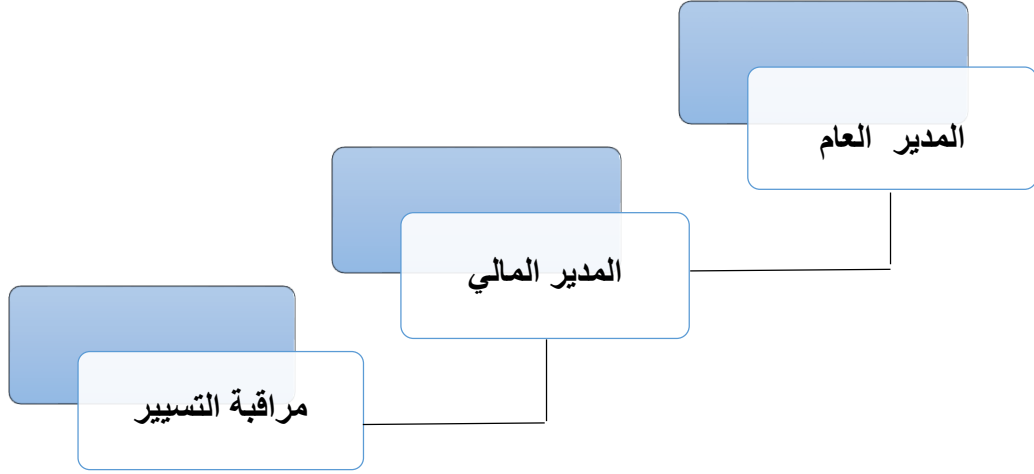 المدير العام
المدير المالي
مراقبة التسيير